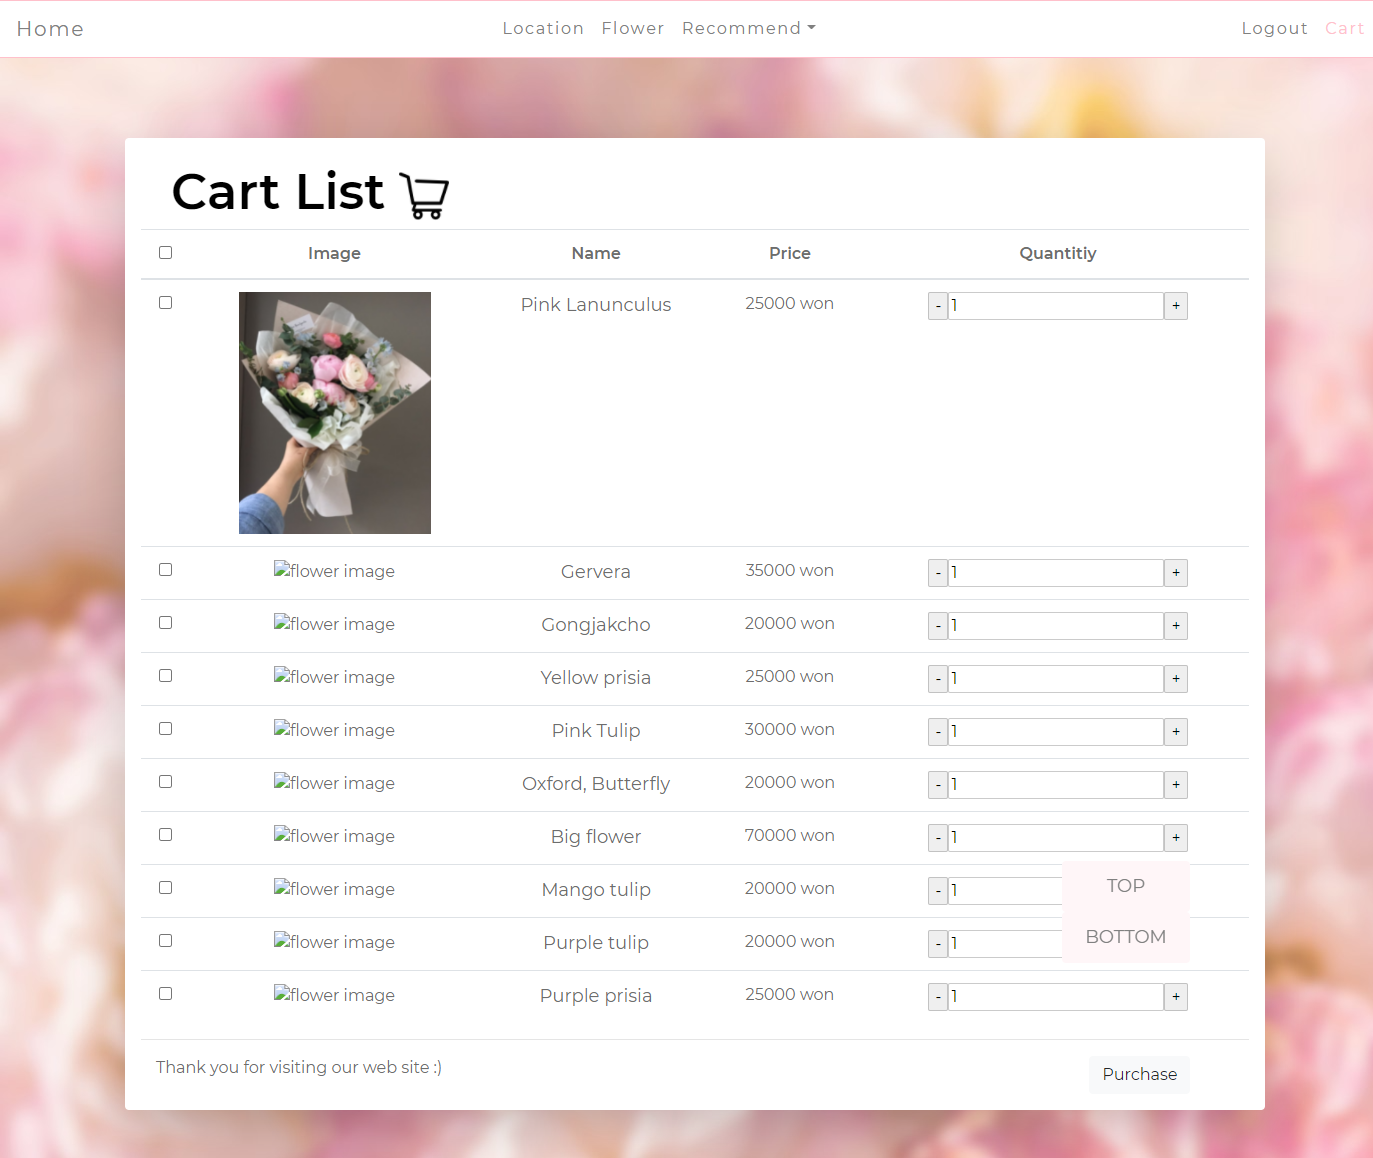 Home Location Flower Recommend Logout Cart
Cart List
Image Name Price Quantitiy
Pink Lanunculus 25000 won - 1 +
flower image Gervera 35000 won - 1 +
flower image Gongjakcho 20000 won - 1 +
flower image Yellow prisia 25000 won - 1 +
flower image Pink Tulip 30000 won - 1 +
flower image Oxford, Butterfly 20000 won - 1 +
flower image Big flower 70000 won - 1 +
flower image Mango tulip 20000 won - 1
TOP
flower image Purple tulip 20000 won - 1
BOTTOM
flower image Purple prisia 25000 won - 1 +
Thank you for visiting our web site :) Purchase